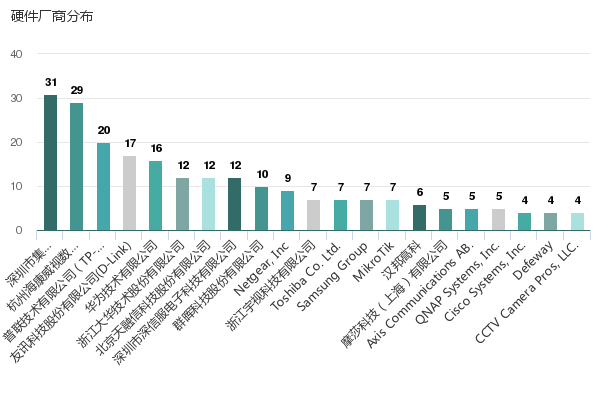 硬件厂商分布
40
30
20
10
0
31
29
20
17
16
12
12
12
10
9
7
7
7
7
6
5
5
5
4
4
4
深圳市集…
杭州海康威视数…
普联技术有限公司（TP-…
友讯科技股份有限公司(D-Link)
华为技术有限公司
浙江大华技术股份有限公司
北京天融信科技股份有限公司
深圳市深信服电子科技有限公司
群晖科技股份有限公司
Netgear, Inc
浙江宇视科技有限公司
Toshiba Co. Ltd.
Samsung Group
MikroTik
汉邦高科
摩莎科技（上海）有限公司
Axis Communications AB.
QNAP Systems, Inc.
Cisco Systems, Inc.
Defeway
CCTV Camera Pros, LLC.